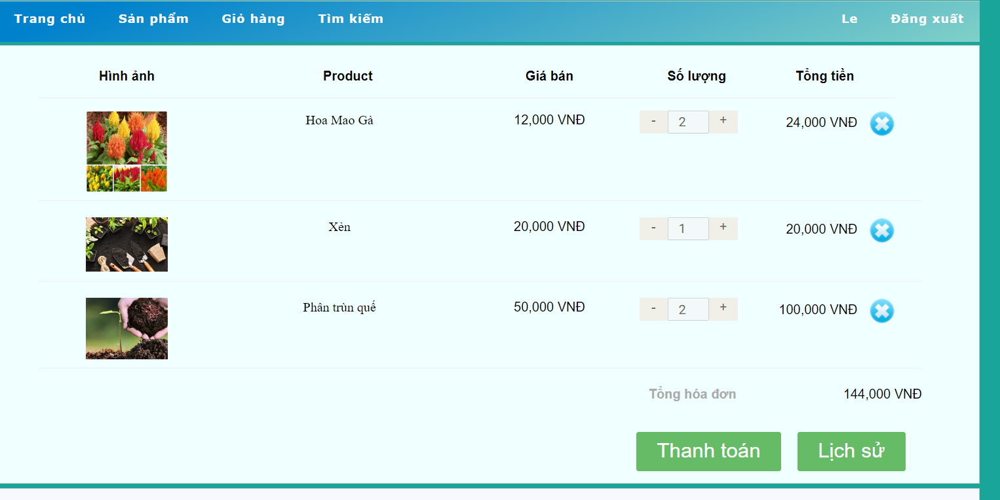 Trang chủ Sản phẩm Giỏ hàng Tìm kiếm Le Đăng xuất
Hình ảnh Product Giá bán Số lượng Tổng tiền
Hoa Mao Gà 12,000 VNĐ - 2 + 24,000 VNĐ
Xẻn 20,000 VNĐ - 1 + 20,000 VNĐ
Phân trùn quế 50,000 VNĐ - 2 + 100,000 VNĐ
Tổng hóa đơn 144,000 VNĐ
Thanh toán Lịch sử